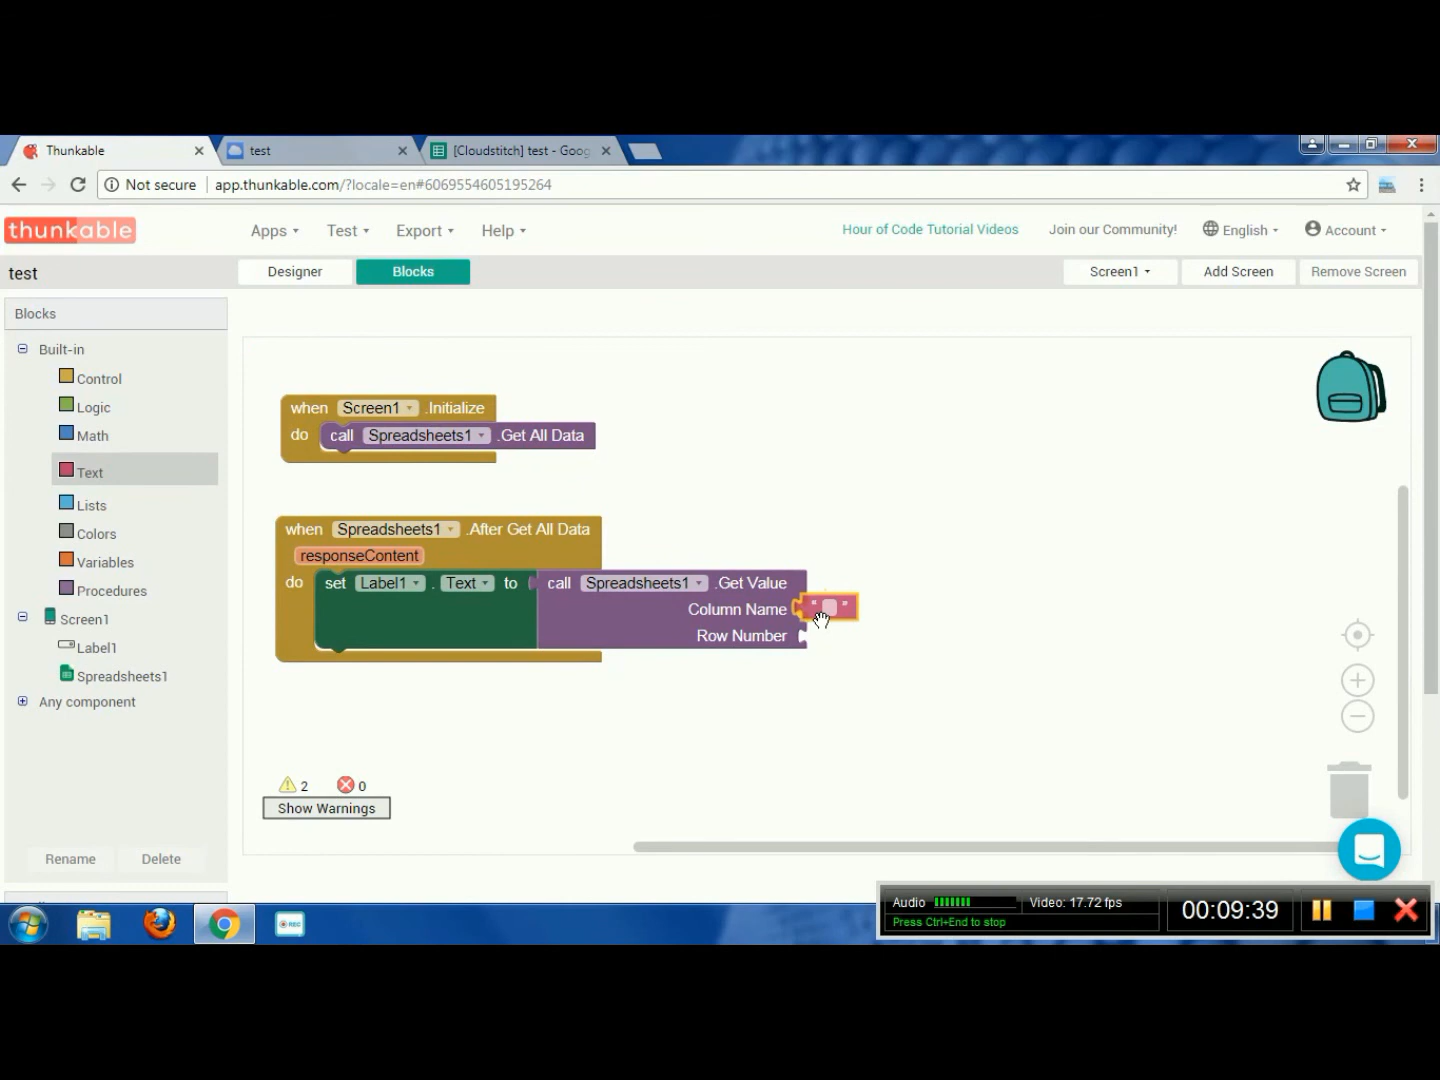 Thunkable
test
[Cloudstitch] test - Goog
Not secure
app.thunkable.com/?locale=en#6069554605195264
thunkable
Apps
Test
Export
Help
Hour of Code Tutorial Videos
Join our Community!
English
Account
test
Designer
Blocks
Screen1
Add Screen
Remove Screen
Blocks
Built-in
Control
Logic
Math
Text
Lists
Colors
Variables
Procedures
Screen1
Label1
Spreadsheets1
Any component
Rename
Delete
when Screen1 .Initialize
do call Spreadsheets1 .Get All Data
when Spreadsheets1 .After Get All Data
responseContent
do set Label1 . Text to call Spreadsheets1 .Get Value
Column Name " "
Row Number
2 0
Show Warnings
Audio
Video: 17.72 fps
Press Ctrl+End to stop
00:09:39
REC